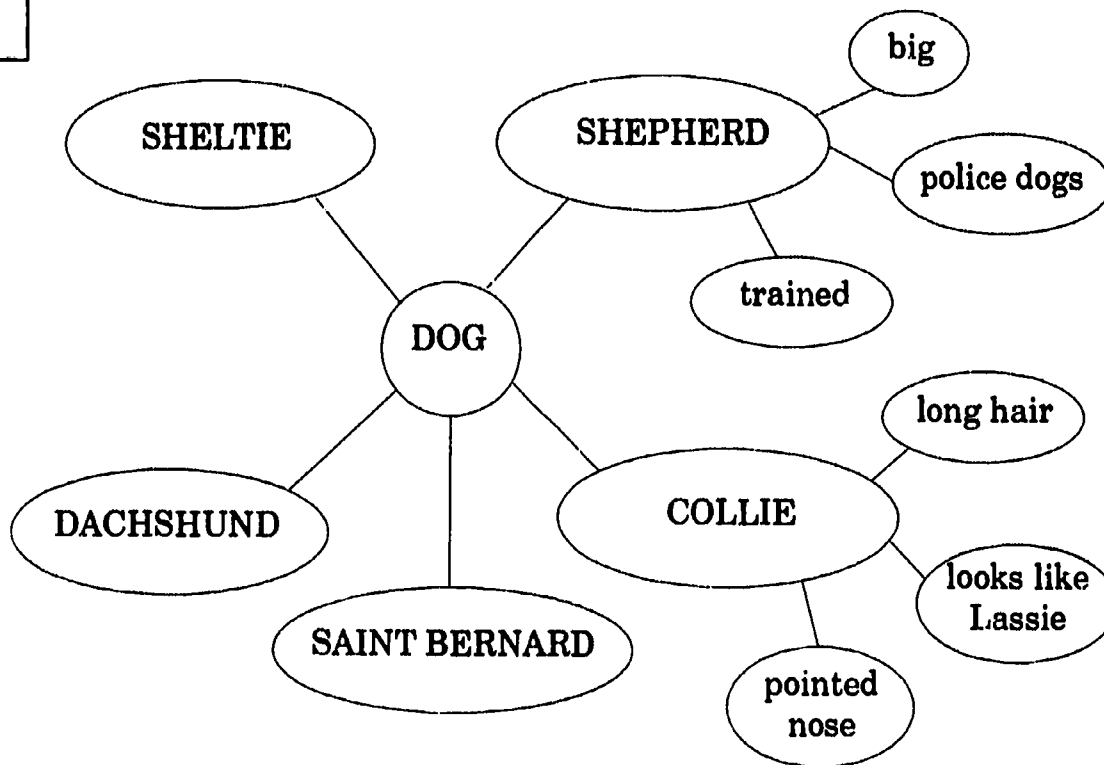 big
SHELTIE
SHEPHERD
police dogs
trained
DOG
long hair
DACHSHUND
COLLIE
looks like
Lassie
SAINT BERNARD
pointed
nose